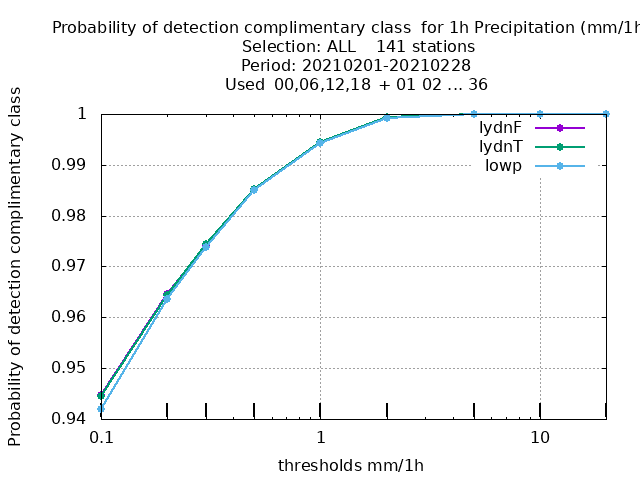 Probability of detection complimentary class  for 1h Precipitation (mm/1h
Selection: ALL    141 stations
Period: 20210201-20210228
Used  00,06,12,18  + 01 02 ... 36
Probability of detection complimentary class
1
0.99
0.98
0.97
0.96
0.95
0.94
lydnF
lydnT
lowp
0.1
1
10
thresholds mm/1h